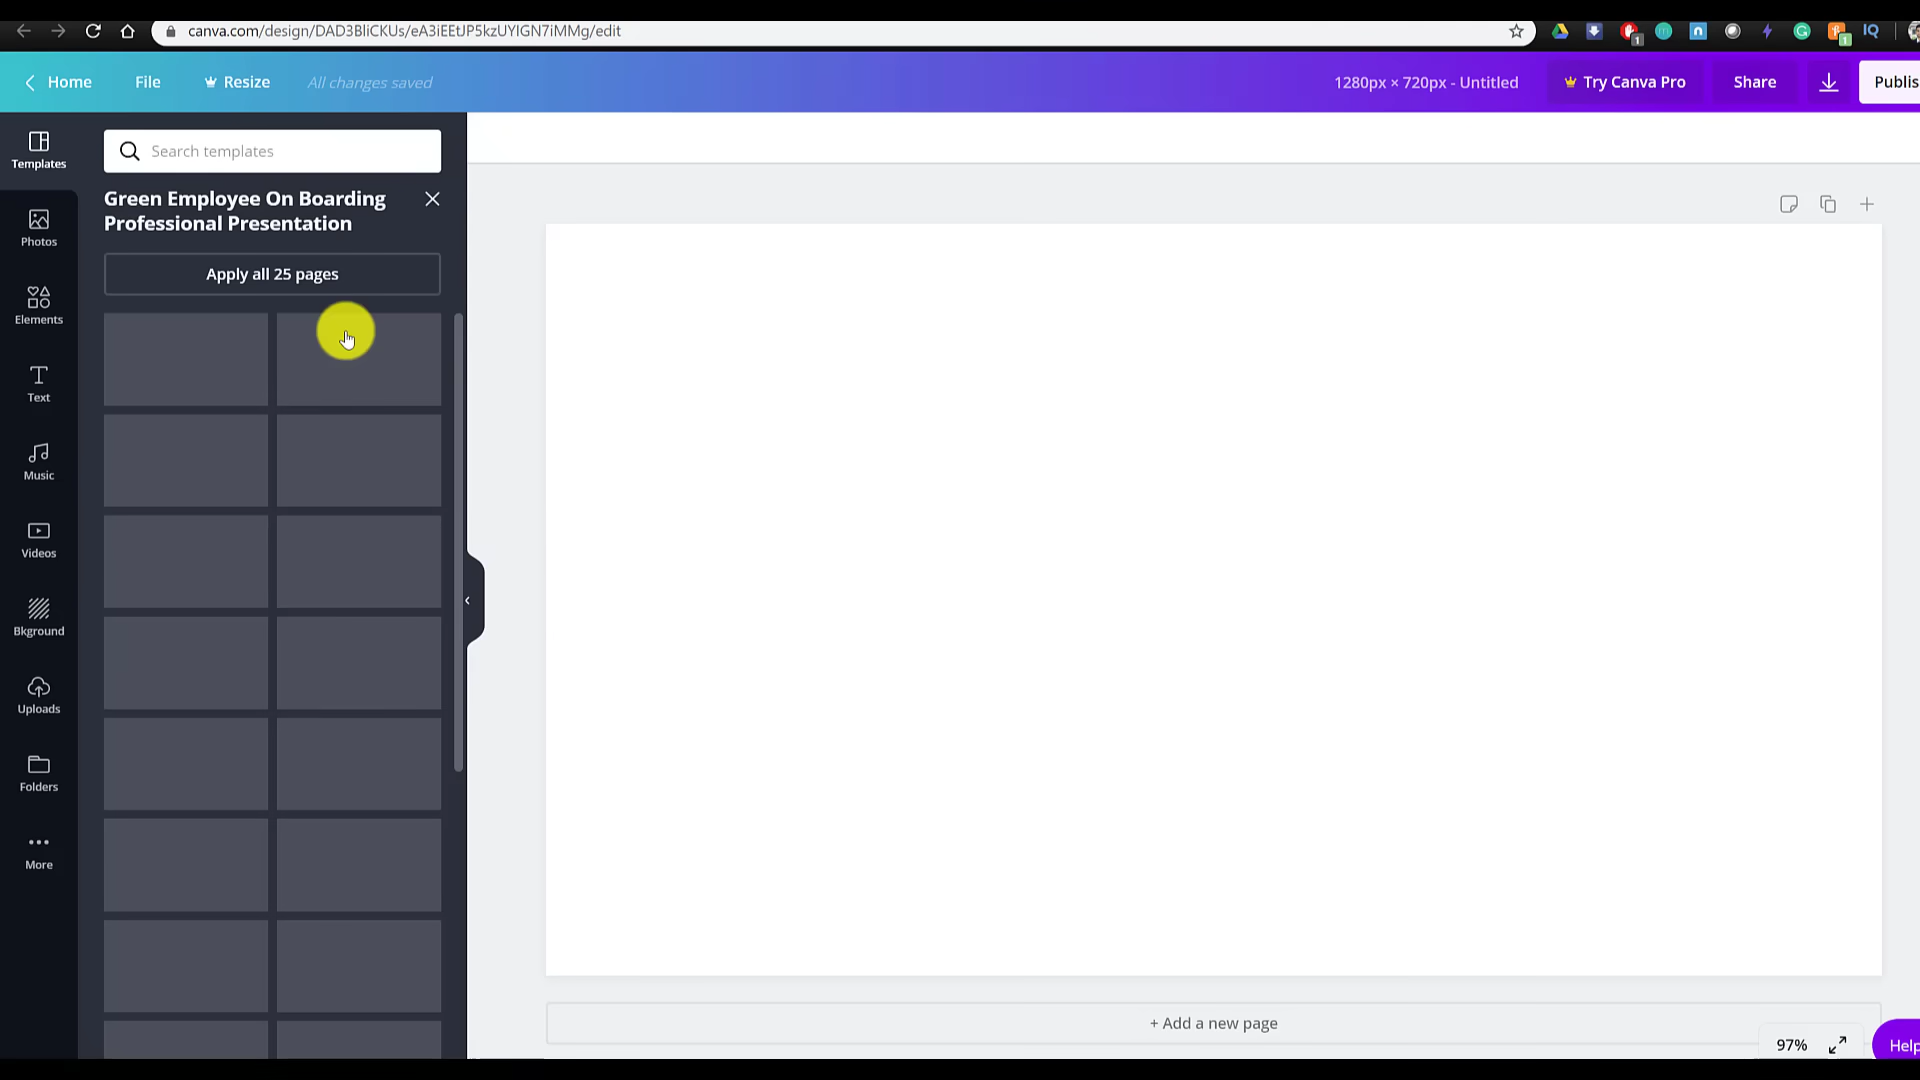 canva.com/design/DAD3BliCKUs/eA3iEEtJP5kzUYIGN7iMMg/edit
Home
File
Resize
All changes saved
1280px × 720px - Untitled
Try Canva Pro
Share
Publis
Templates
Photos
Elements
Text
Music
Videos
Bkground
Uploads
Folders
More
Search templates
Green Employee On Boarding
Professional Presentation
Apply all 25 pages
+ Add a new page
97%
Help